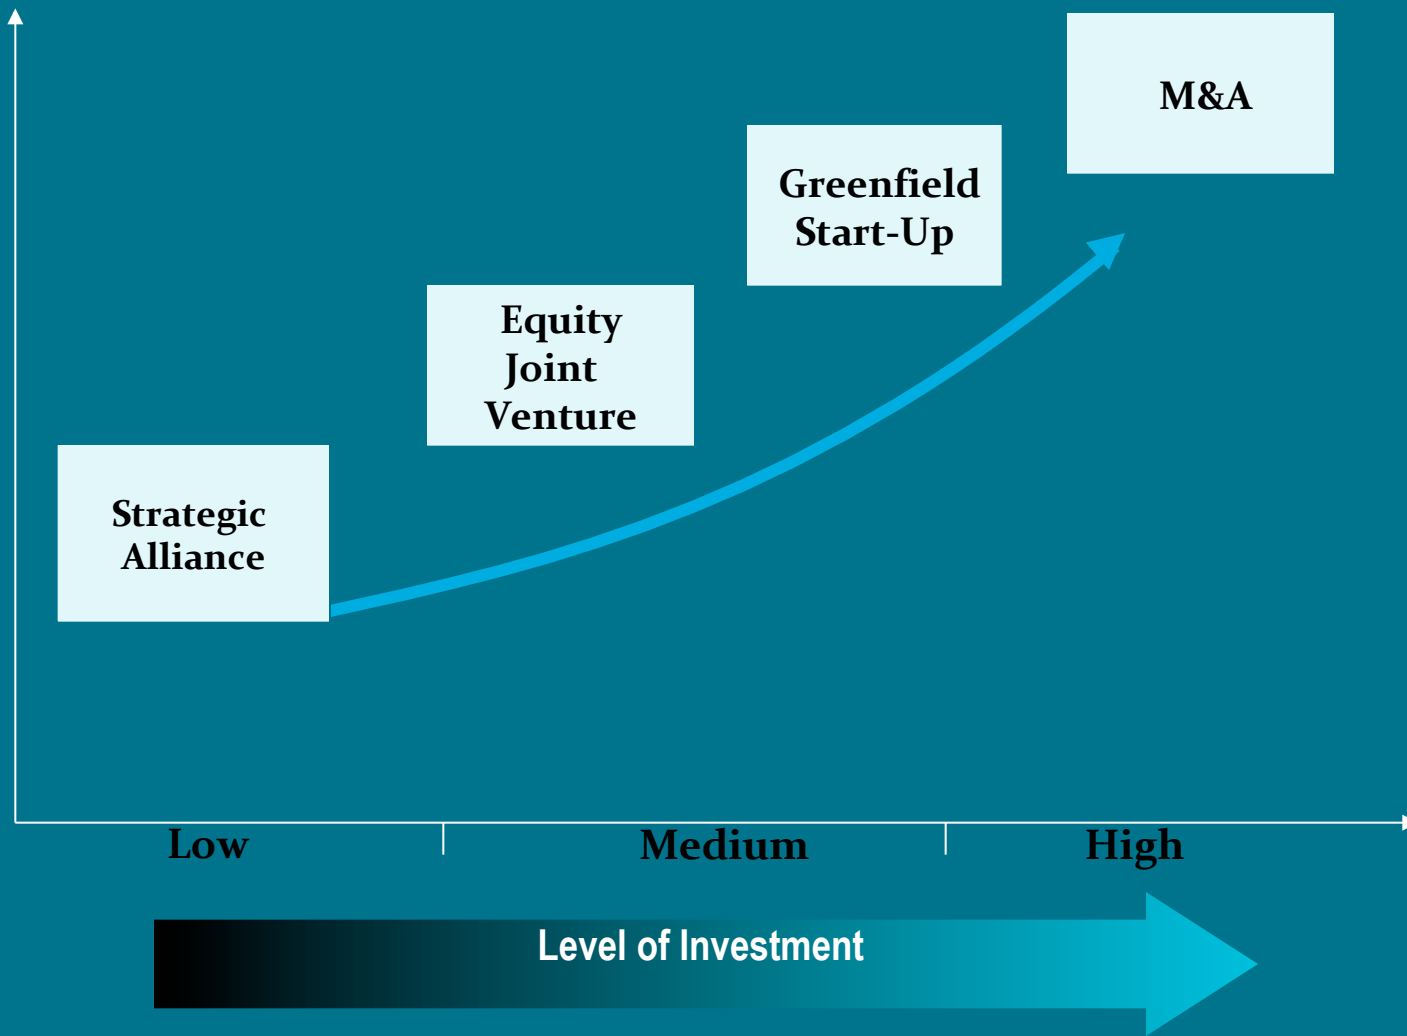 M&A
Greenfield
Start-Up
Equity
Joint
Venture
Strategic
Alliance
Low
Medium
High
Level of Investment